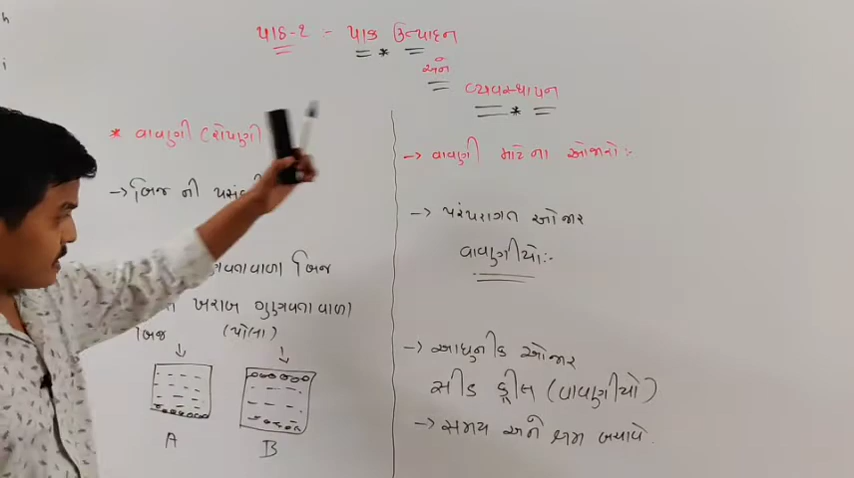 પાઠ-૨ :- પાક ઉત્પાદન
અને
વ્યવસ્થાપન
* વાવણી (રોપણી
→ બિજ ની
ગુણવતાવાળા બિજ
ખરાબ ગુણવતાવાળા
બિજ (પોલા)
A
B
→ વાવણી માટેના ઓજારો:-
→ પરંપરાગત ઓજાર
વાવણીયો:-
→ આધુનીક ઓજાર
સીડ ડ્રીલ (વાવણીયો)
→ સમય અને શ્રમ બચાવે.